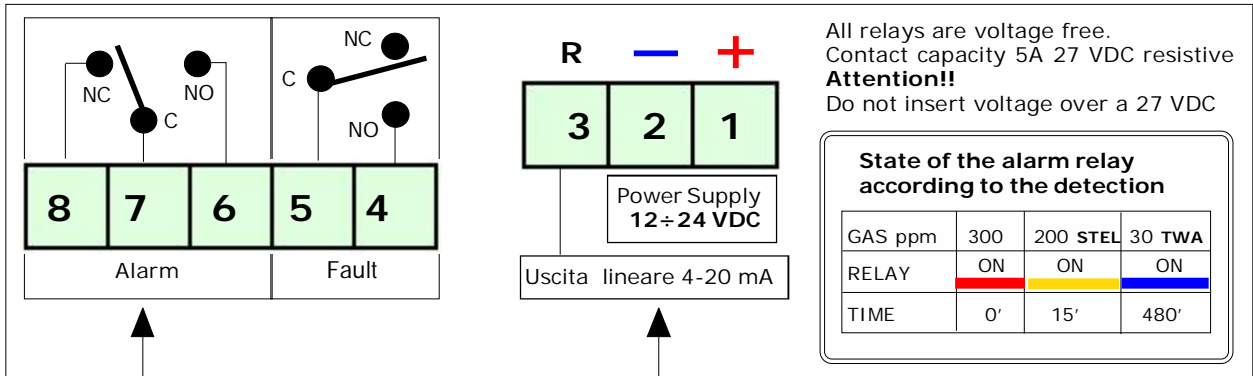 NC
NO
C
NC
C
NO
8 7 6 5 4
Alarm Fault
R − +
3 2 1
Power Supply
12÷24 VDC
Uscita lineare 4-20 mA
All relays are voltage free.
Contact capacity 5A 27 VDC resistive
Attention!!
Do not insert voltage over a 27 VDC
State of the alarm relay
according to the detection
GAS ppm 300 200 STEL 30 TWA
RELAY ON ON ON
TIME 0′ 15′ 480′